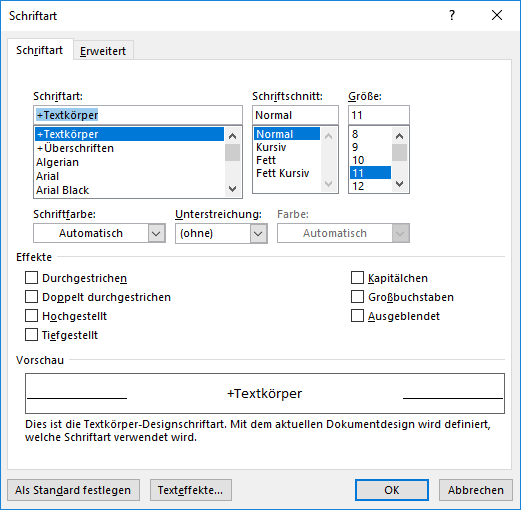 Schriftart
Schriftart Erweitert
Schriftart: Schriftschnitt: Größe:
+Textkörper Normal 11
+Textkörper Normal 8
+Überschriften Kursiv 9
Algerian Fett 10
Arial Fett Kursiv 11
Arial Black 12
Schriftfarbe: Unterstreichung: Farbe:
Automatisch (ohne) Automatisch
Effekte
Durchgestrichen Kapitälchen
Doppelt durchgestrichen Großbuchstaben
Hochgestellt Ausgeblendet
Tiefgestellt
Vorschau
+Textkörper
Dies ist die Textkörper-Designschriftart. Mit dem aktuellen Dokumentdesign wird definiert,
welche Schriftart verwendet wird.
Als Standard festlegen Texteffekte... OK Abbrechen